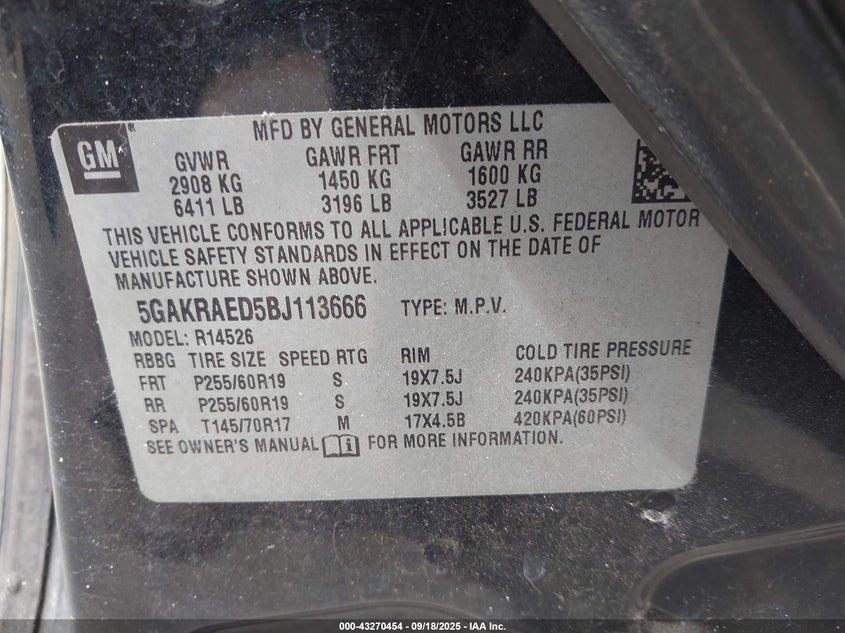 MFD BY GENERAL MOTORS LLC
GM
GVWR GAWR FRT GAWR RR
2908 KG 1450 KG 1600 KG
6411 LB 3196 LB 3527 LB
THIS VEHICLE CONFORMS TO ALL APPLICABLE U.S. FEDERAL MOTOR
VEHICLE SAFETY STANDARDS IN EFFECT ON THE DATE OF
MANUFACTURE SHOWN ABOVE.
5GAKRAED5BJ113666 TYPE: M.P.V.
MODEL: R14526
RBBG TIRE SIZE SPEED RTG RIM COLD TIRE PRESSURE
FRT P255/60R19 S 19X7.5J 240KPA(35PSI)
RR P255/60R19 S 19X7.5J 240KPA(35PSI)
SPA T145/70R17 M 17X4.5B 420KPA(60PSI)
SEE OWNER'S MANUAL FOR MORE INFORMATION.
000-43270454 - 09/18/2025 - IAA Inc.